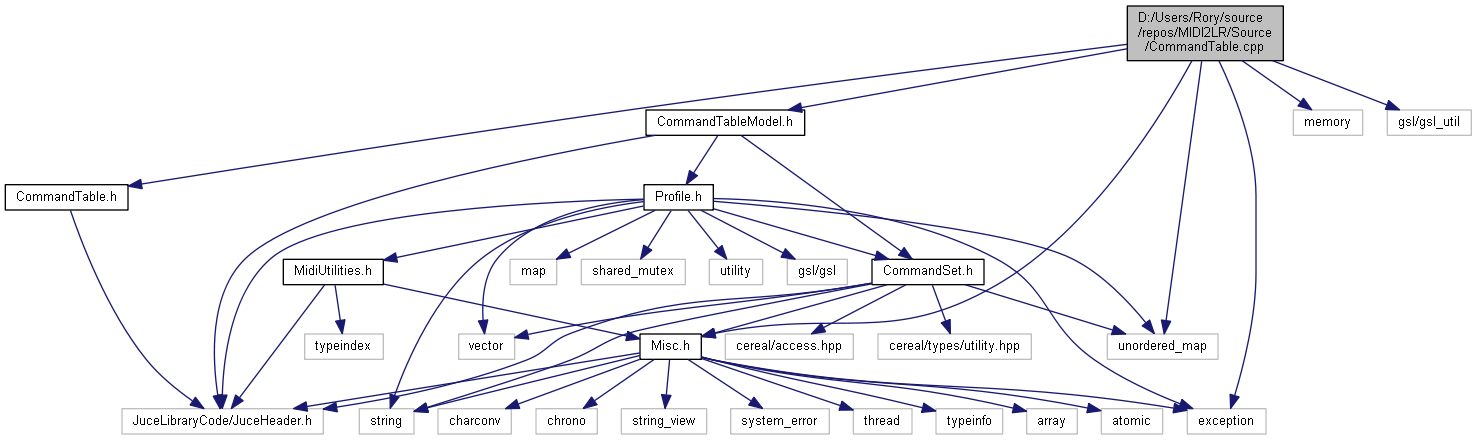 D:/Users/Rory/source
/repos/MIDI2LR/Source
/CommandTable.cpp
CommandTableModel.h
memory
gsl/gsl_util
CommandTable.h
Profile.h
MidiUtilities.h
map
shared_mutex
utility
gsl/gsl
CommandSet.h
typeindex
vector
Misc.h
cereal/access.hpp
cereal/types/utility.hpp
unordered_map
JuceLibraryCode/JuceHeader.h
string
charconv
chrono
string_view
system_error
thread
typeinfo
array
atomic
exception